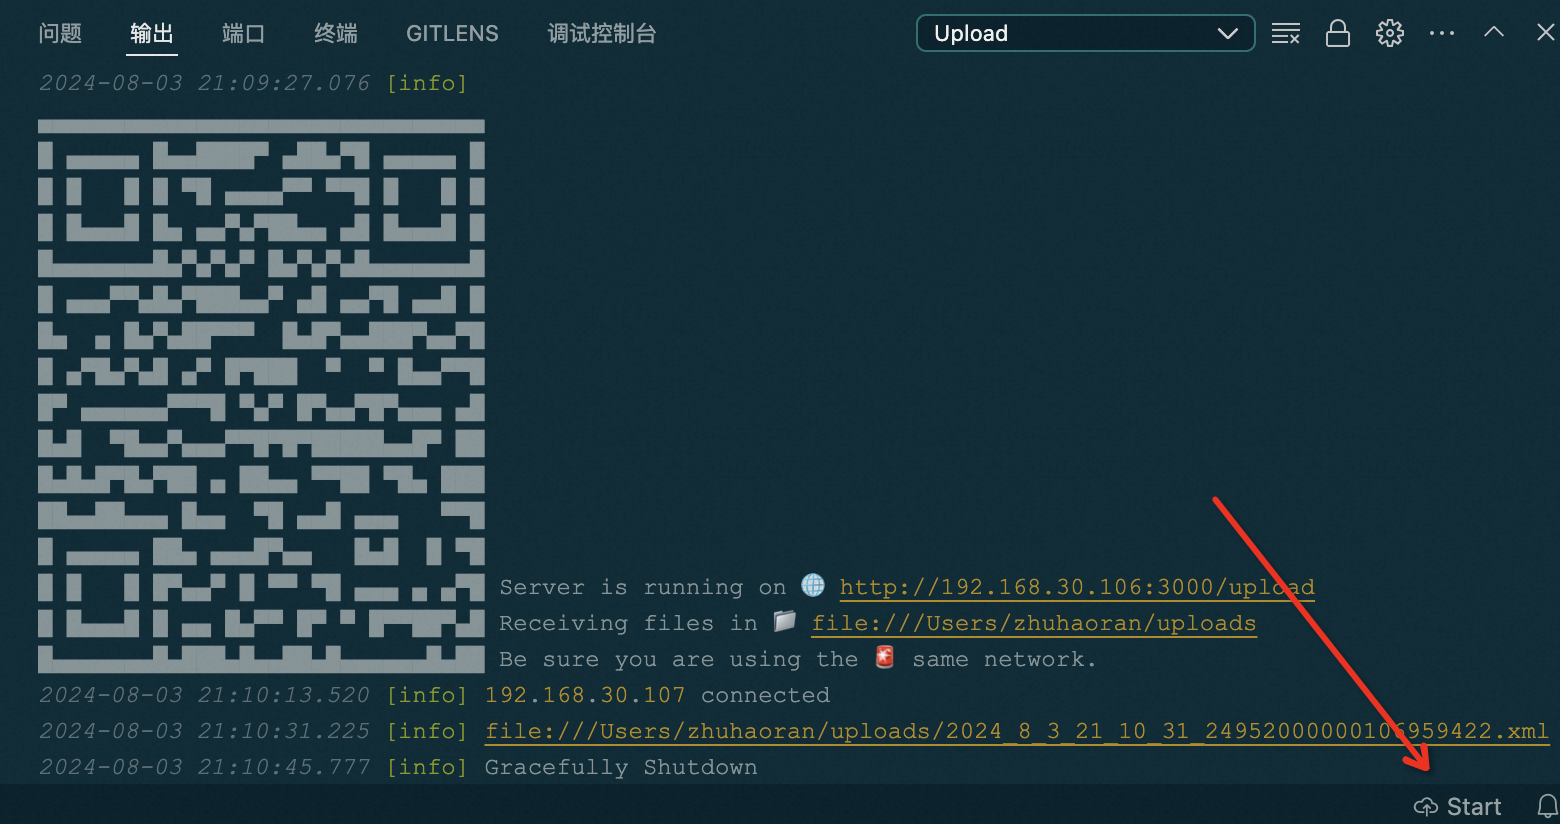 问题 输出 端口 终端 GITLENS 调试控制台 Upload
2024-08-03 21:09:27.076 [info]
Server is running on 🌐 http://192.168.30.106:3000/upload
Receiving files in 📁 file:///Users/zhuhaoran/uploads
Be sure you are using the 🚨 same network.
2024-08-03 21:10:13.520 [info] 192.168.30.107 connected
2024-08-03 21:10:31.225 [info] file:///Users/zhuhaoran/uploads/2024_8_3_21_10_31_24952000000106959422.xml
2024-08-03 21:10:45.777 [info] Gracefully Shutdown
Start